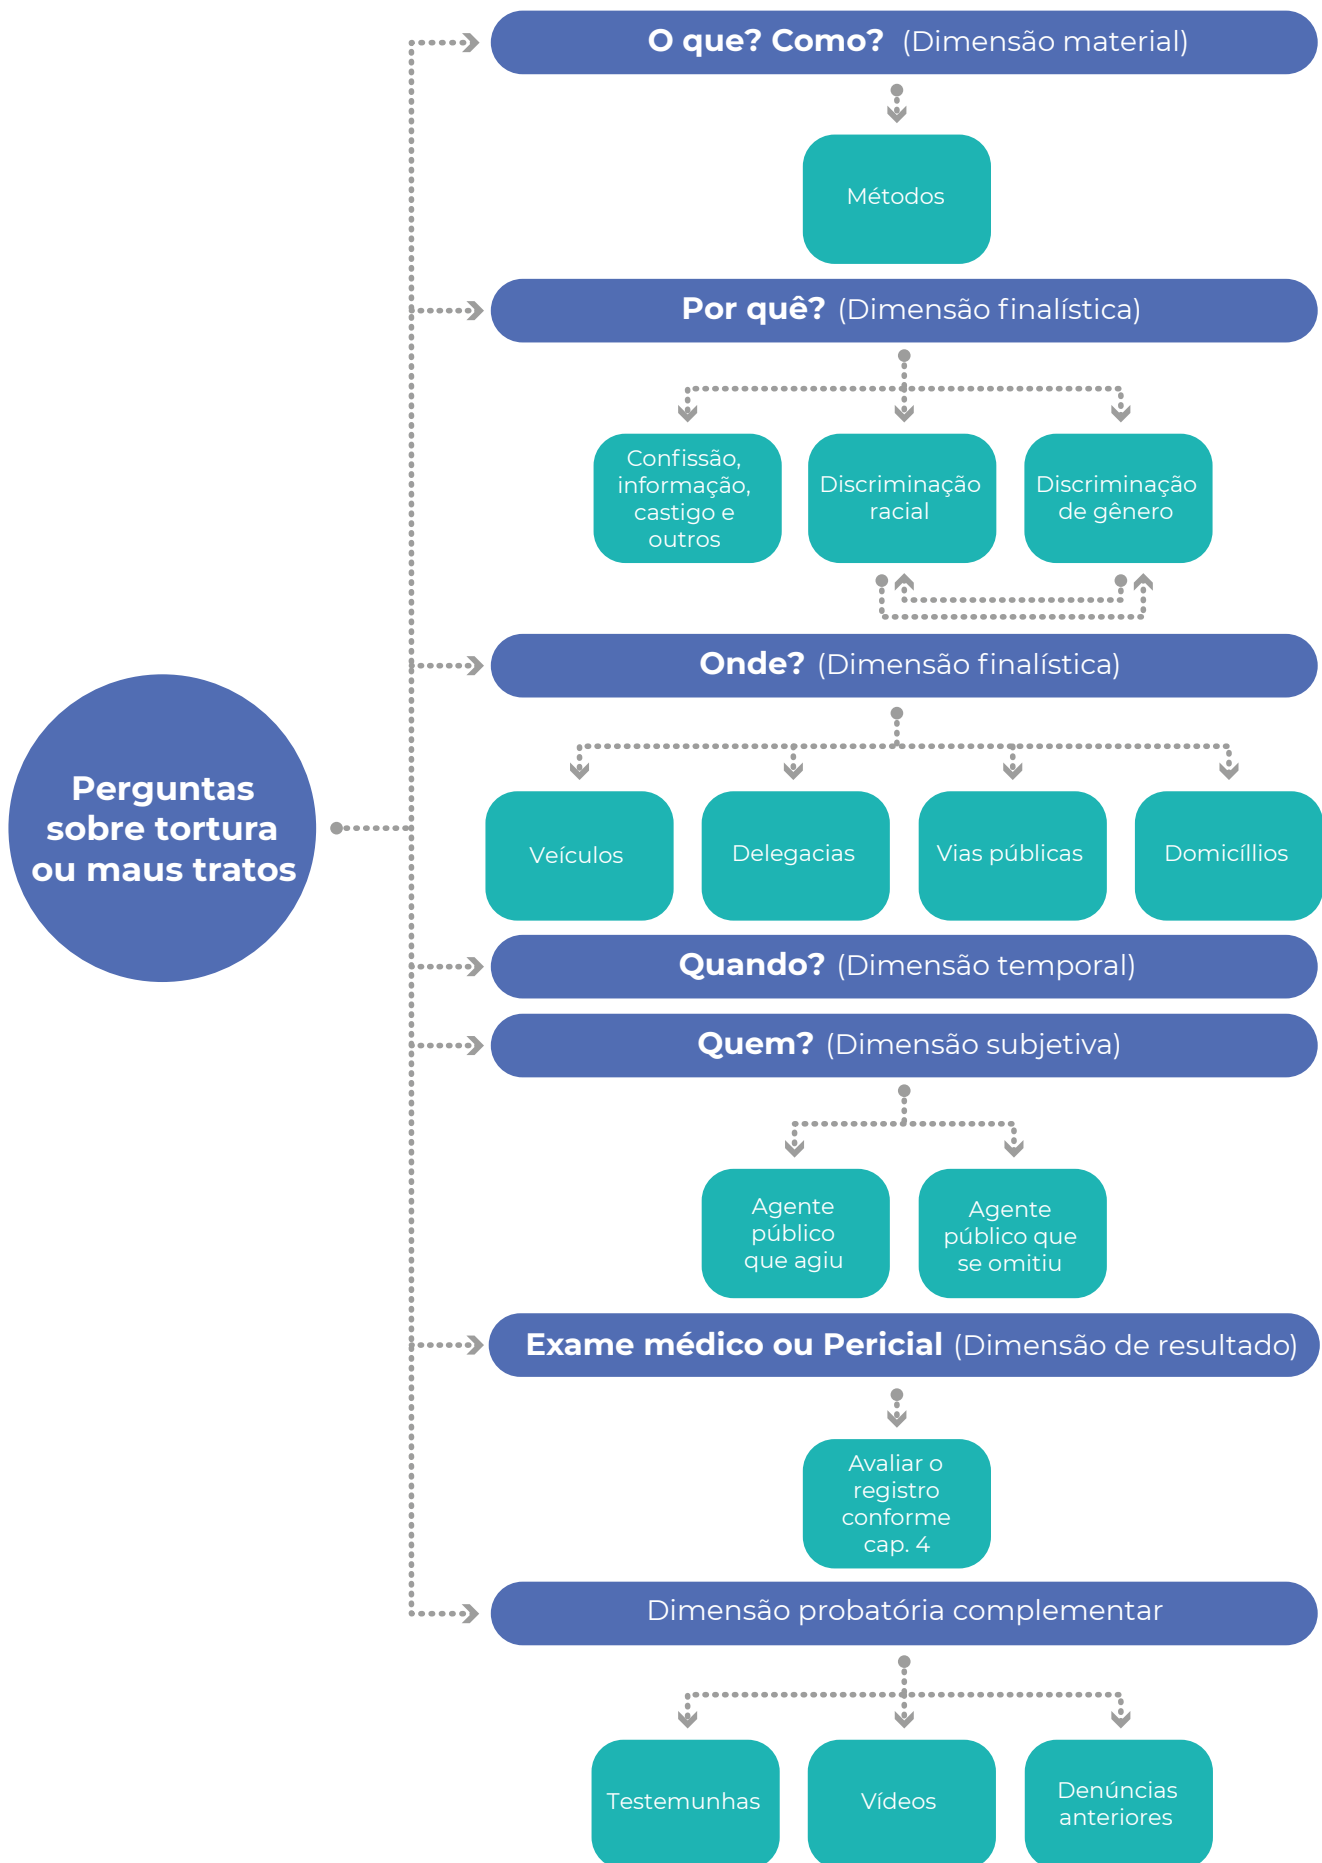 O que? Como? (Dimensão material)
Métodos
Por quê? (Dimensão finalística)
Confissão,
informação,
castigo e
outros
Discriminação
racial
Discriminação
de gênero
Onde? (Dimensão finalística)
Perguntas
sobre tortura
ou maus tratos
Veículos
Delegacias
Vias públicas
Domicíllios
Quando? (Dimensão temporal)
Quem? (Dimensão subjetiva)
Agente
público
que agiu
Agente
público que
se omitiu
Exame médico ou Pericial (Dimensão de resultado)
Avaliar o
registro
conforme
cap. 4
Dimensão probatória complementar
Testemunhas
Vídeos
Denúncias
anteriores